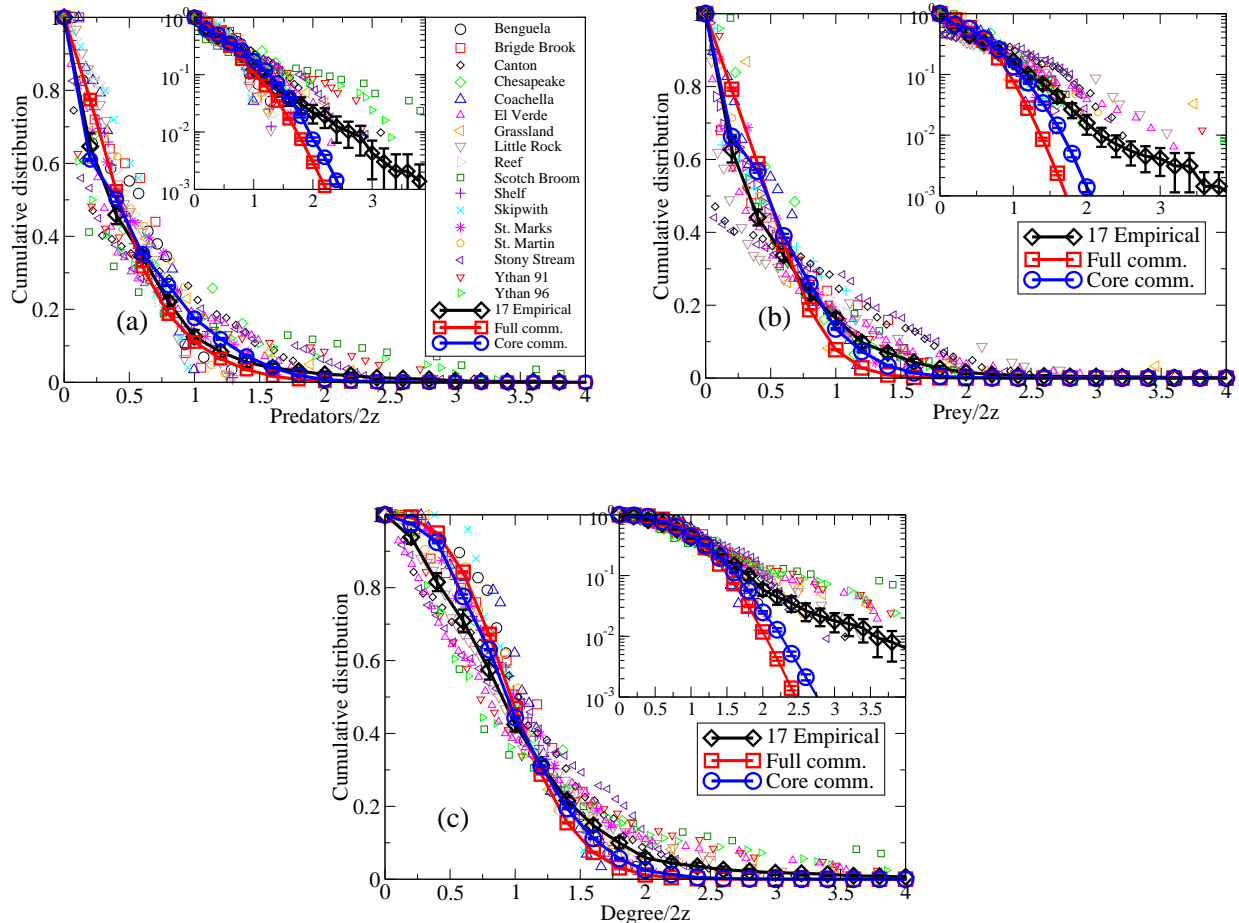 1
0.8
0.6
0.4
0.2
0
Cumulative distribution
0 0.5 1 1.5 2 2.5 3 3.5 4
Predators/2z
(a)
10^0
10^-1
10^-2
10^-3
0 1 2 3
Benguela
Brigde Brook
Canton
Chesapeake
Coachella
El Verde
Grassland
Little Rock
Reef
Scotch Broom
Shelf
Skipwith
St. Marks
St. Martin
Stony Stream
Ythan 91
Ythan 96
17 Empirical
Full comm.
Core comm.
1
0.8
0.6
0.4
0.2
0
Cumulative distribution
0 0.5 1 1.5 2 2.5 3 3.5 4
Prey/2z
(b)
10^0
10^-1
10^-2
10^-3
0 1 2 3
17 Empirical
Full comm.
Core comm.
1
0.8
0.6
0.4
0.2
0
Cumulative distribution
0 0.5 1 1.5 2 2.5 3 3.5 4
Degree/2z
(c)
10^0
10^-1
10^-2
10^-3
0 0.5 1 1.5 2 2.5 3 3.5
17 Empirical
Full comm.
Core comm.